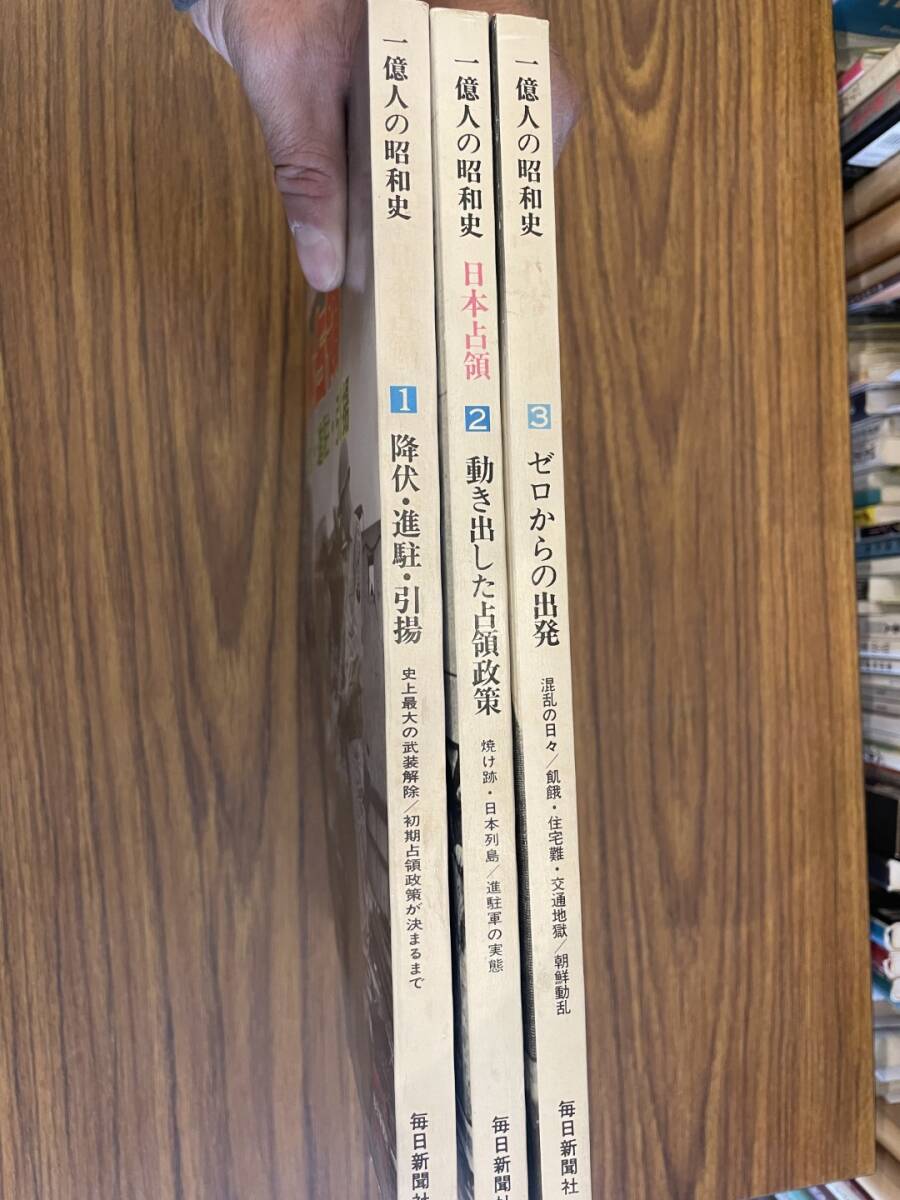 一億人の昭和史
1
降伏・進駐・引揚
史上最大の武装解除/初期占領政策が決まるまで
毎日新聞社
一億人の昭和史
日本占領
2
動き出した占領政策
焼け跡・日本列島/進駐軍の実態
毎日新聞社
一億人の昭和史
3
ゼロからの出発
混乱の日々/飢餓・住宅難・交通地獄/朝鮮動乱
毎日新聞社